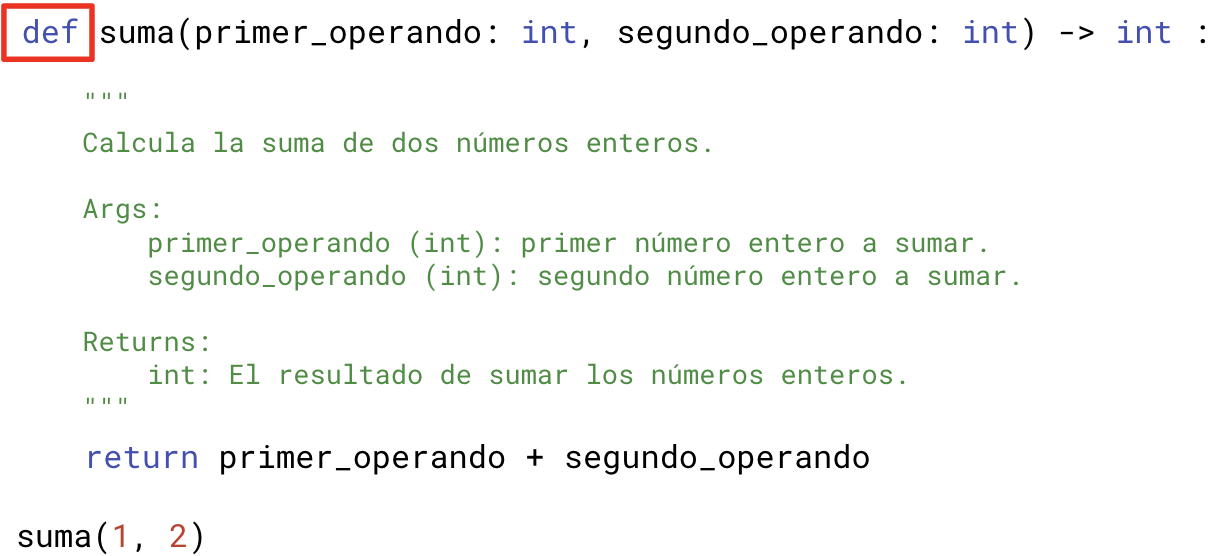 def suma(primer_operando: int, segundo_operando: int) -> int :
"""
Calcula la suma de dos números enteros.
Args:
primer_operando (int): primer número entero a sumar.
segundo_operando (int): segundo número entero a sumar.
Returns:
int: El resultado de sumar los números enteros.
"""
return primer_operando + segundo_operando
suma(1, 2)